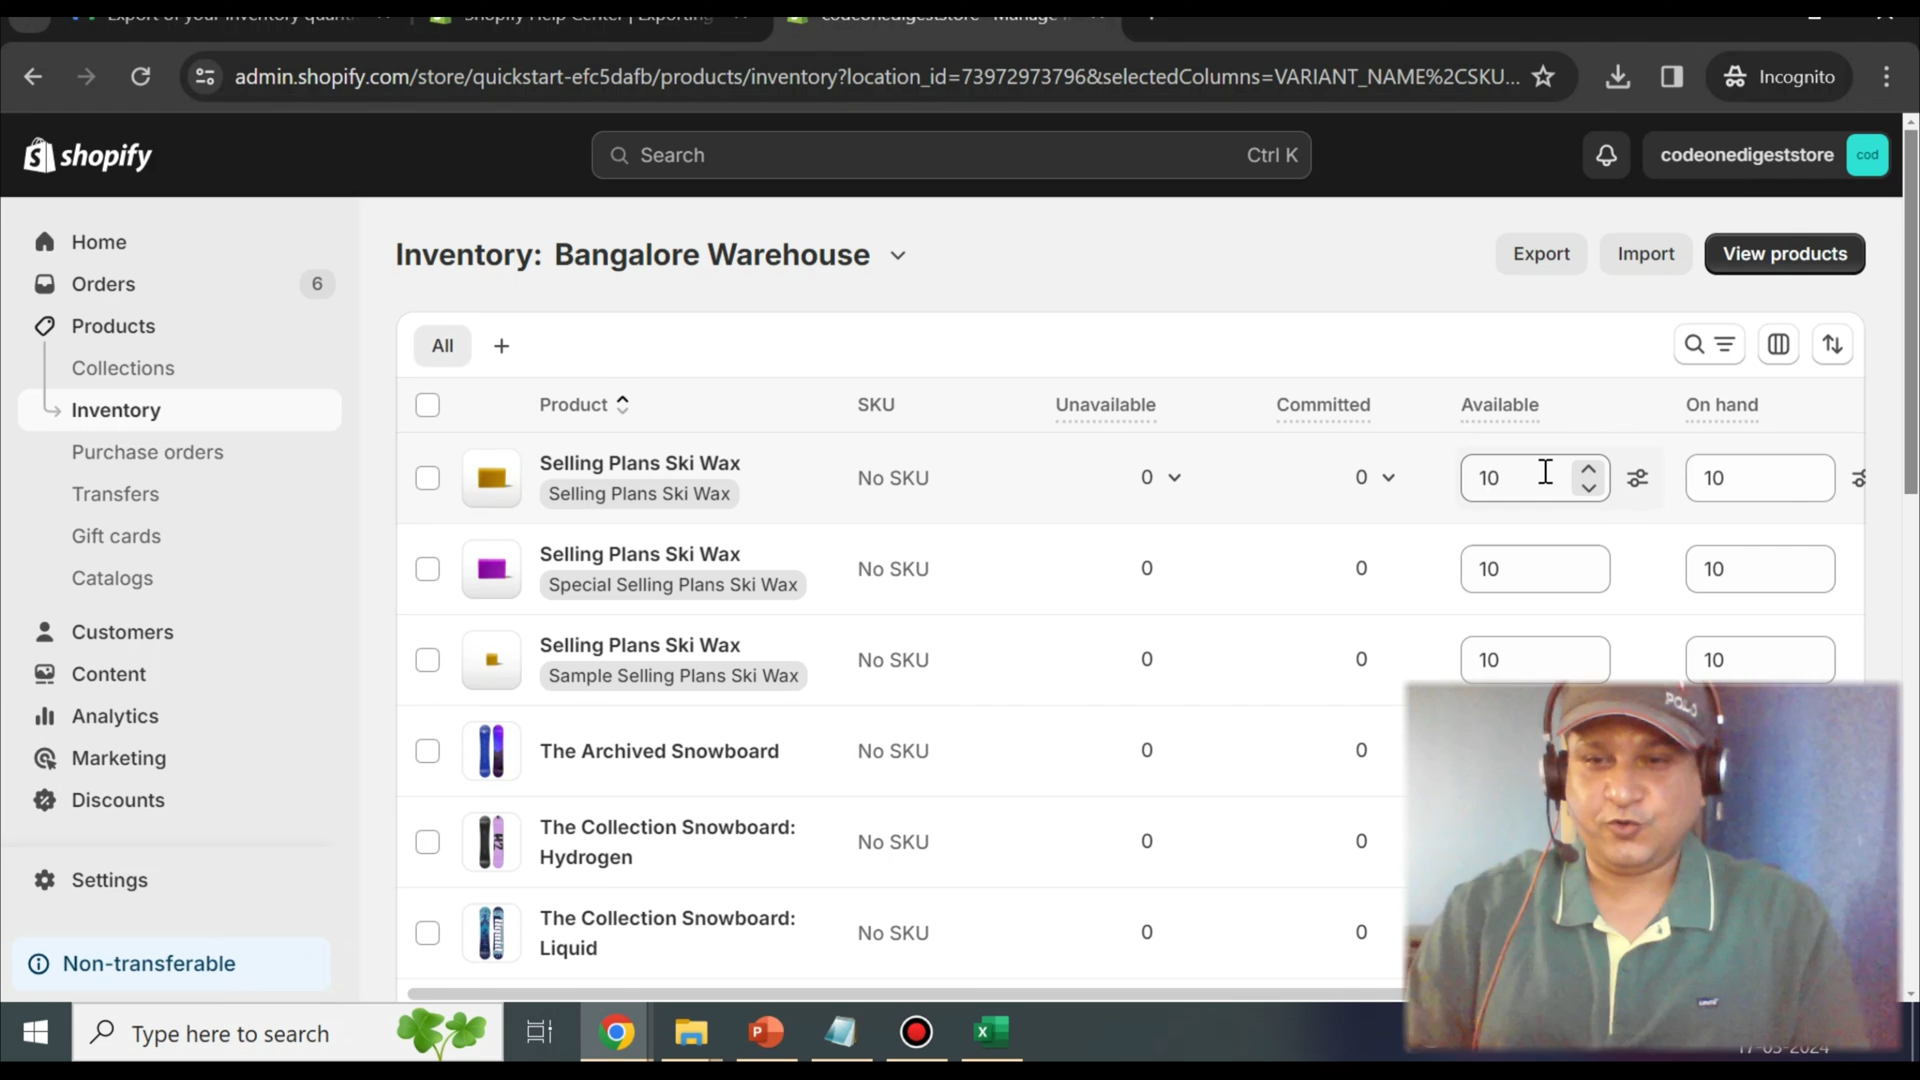 admin.shopify.com/store/quickstart-efc5dafb/products/inventory?location_id=73972973796&selectedColumns=VARIANT_NAME%2CSKU...
Incognito
shopify
Search
Ctrl K
codeonedigeststore
cod
Home
Orders
6
Products
Collections
Inventory
Purchase orders
Transfers
Gift cards
Catalogs
Customers
Content
Analytics
Marketing
Discounts
Settings
Non-transferable
Inventory: Bangalore Warehouse
Export
Import
View products
All
+
Product
SKU
Unavailable
Committed
Available
On hand
Selling Plans Ski Wax
Selling Plans Ski Wax
No SKU
0
0
10
10
Selling Plans Ski Wax
Special Selling Plans Ski Wax
No SKU
0
0
10
10
Selling Plans Ski Wax
Sample Selling Plans Ski Wax
No SKU
0
0
10
10
The Archived Snowboard
No SKU
0
0
The Collection Snowboard:
Hydrogen
No SKU
0
0
The Collection Snowboard:
Liquid
No SKU
0
0
POLO
Type here to search